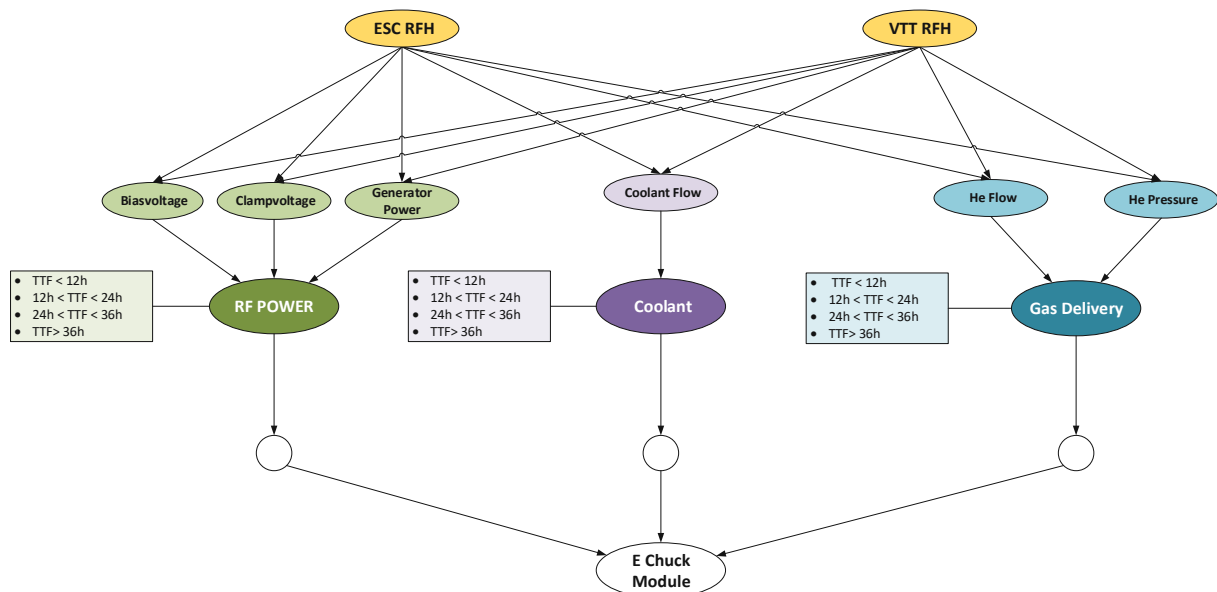 ESC RFH
VTT RFH
Biasvoltage
Clampvoltage
Generator
Power
Coolant Flow
He Flow
He Pressure
• TTF < 12h
• 12h < TTF < 24h
• 24h < TTF < 36h
• TTF> 36h
RF POWER
• TTF < 12h
• 12h < TTF < 24h
• 24h < TTF < 36h
• TTF> 36h
Coolant
• TTF < 12h
• 12h < TTF < 24h
• 24h < TTF < 36h
• TTF> 36h
Gas Delivery
E Chuck
Module